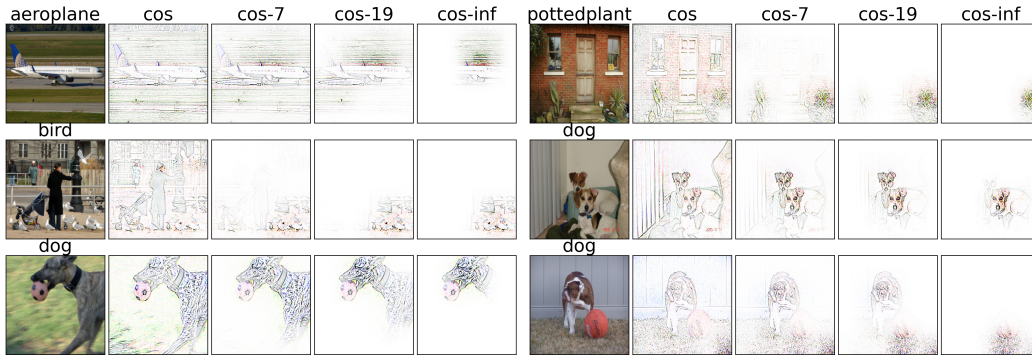 aeroplane cos cos-7 cos-19 cos-inf pottedplant cos cos-7 cos-19 cos-inf
bird dog
dog dog